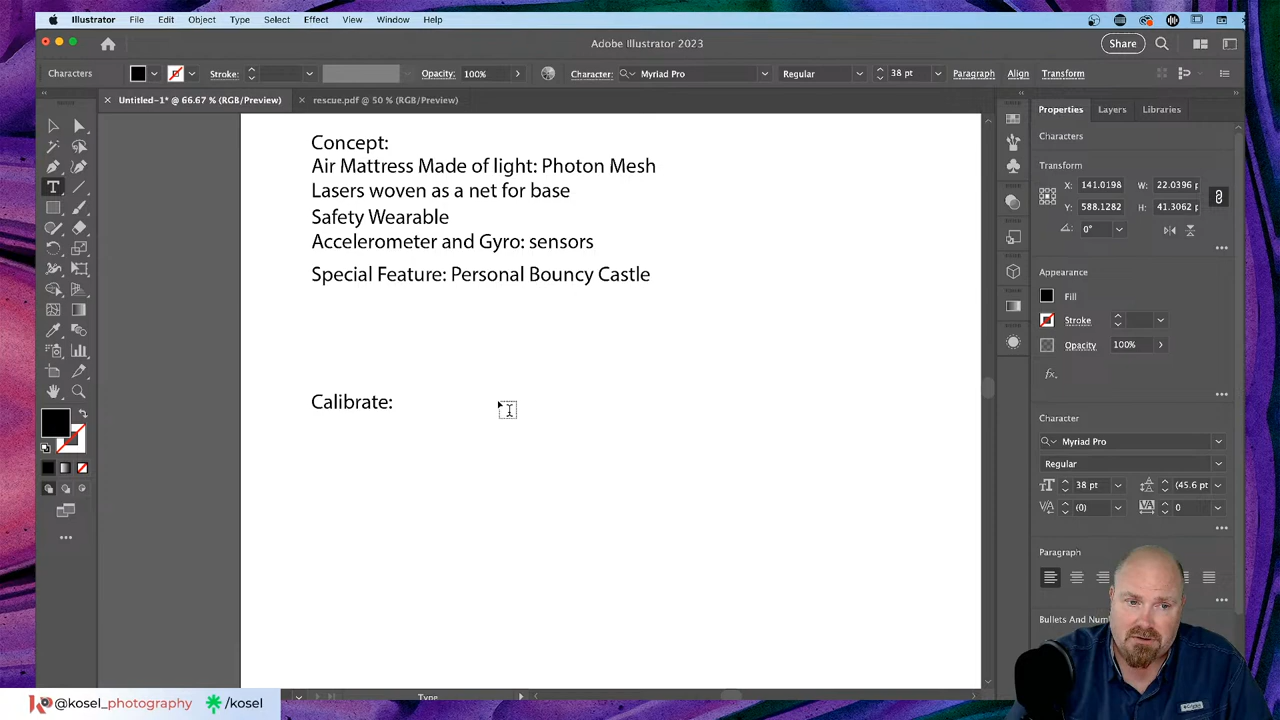 Illustrator File Edit Object Type Select Effect View Window Help
Adobe Illustrator 2023
Share
Characters Stroke: Opacity: 100% Character: Myriad Pro Regular 38 pt Paragraph Align Transform
Untitled-1* @ 66.67 % (RGB/Preview) rescue.pdf @ 50 % (RGB/Preview)
Properties Layers Libraries
Characters
Transform
X: 141.0198 W: 22.0396 p
Y: 588.1282 H: 41.3062 p
0°
Appearance
Fill
Stroke
Opacity 100%
fx.
Character
Myriad Pro
Regular
38 pt (45.6 p
(0) 0
Paragraph
Bullets And Num
Concept:
Air Mattress Made of light: Photon Mesh
Lasers woven as a net for base
Safety Wearable
Accelerometer and Gyro: sensors
Special Feature: Personal Bouncy Castle
Calibrate:
Type
@kosel_photography /kosel